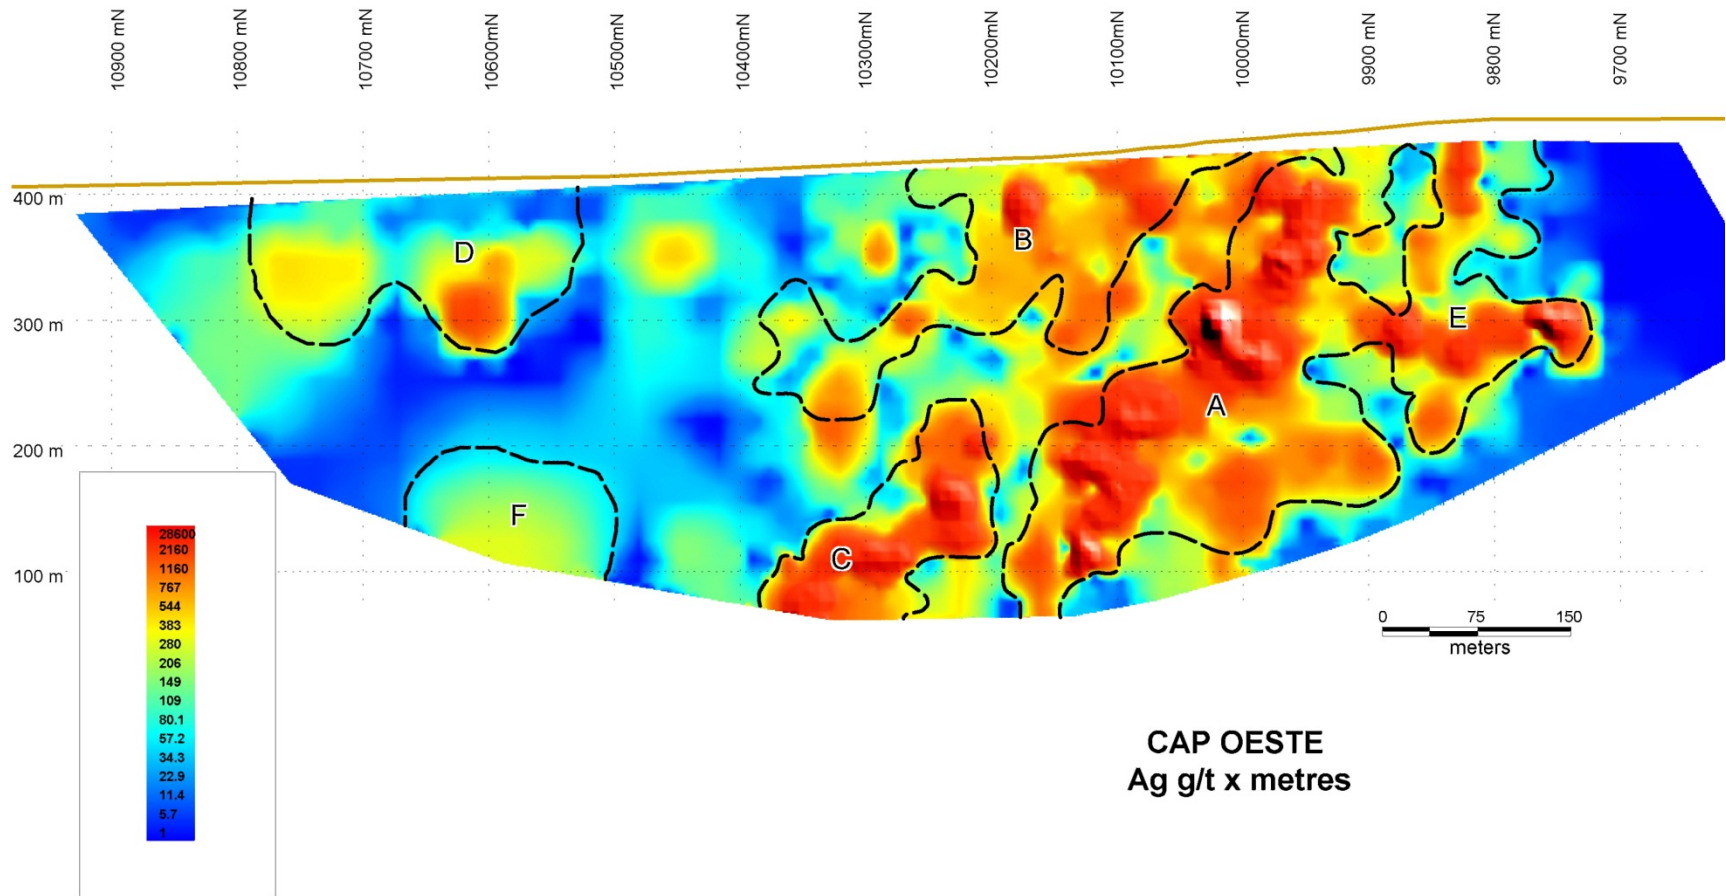 10900 mN
10800 mN
10700 mN
10600mN
10500mN
10400 mN
10300mN
10200mN
10100mN
10000mN
9900mN
9800 mN
9700 mN
400 m
300 m
200 m
100 m
A
B
C
D
E
F
28600
2160
1160
767
544
383
280
206
149
109
80.1
57.2
34.3
22.9
11.4
5.7
1
0 75 150
meters
CAP OESTE
Ag g/t x metres